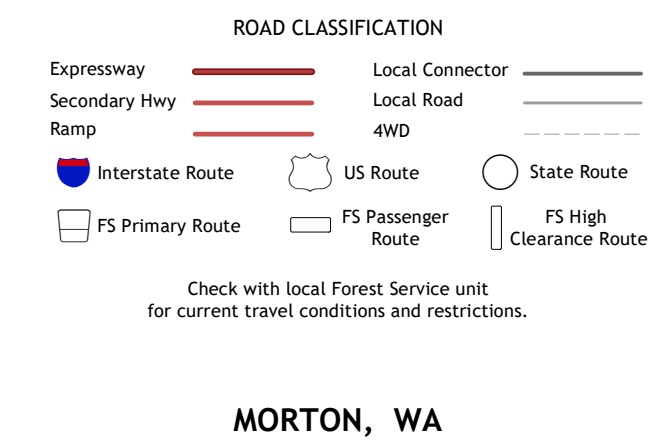 ROAD CLASSIFICATION
Expressway
Local Connector
Secondary Hwy
Local Road
Ramp
4WD
Interstate Route
US Route
State Route
FS Primary Route
FS Passenger
Route
FS High
Clearance Route
Check with local Forest Service unit
for current travel conditions and restrictions.
MORTON, WA